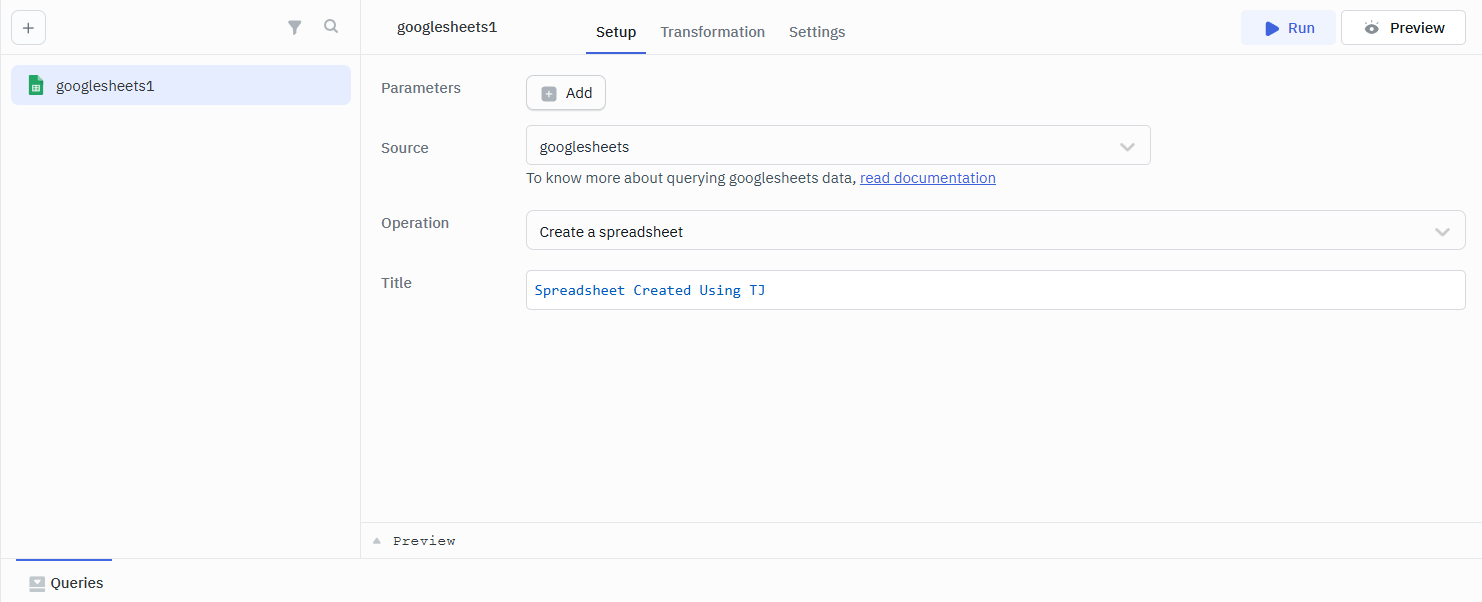 googlesheets1
Setup
Transformation
Settings
Run
Preview
googlesheets1
Parameters
Add
Source
googlesheets
To know more about querying googlesheets data, read documentation
Operation
Create a spreadsheet
Title
Spreadsheet Created Using TJ
Preview
Queries